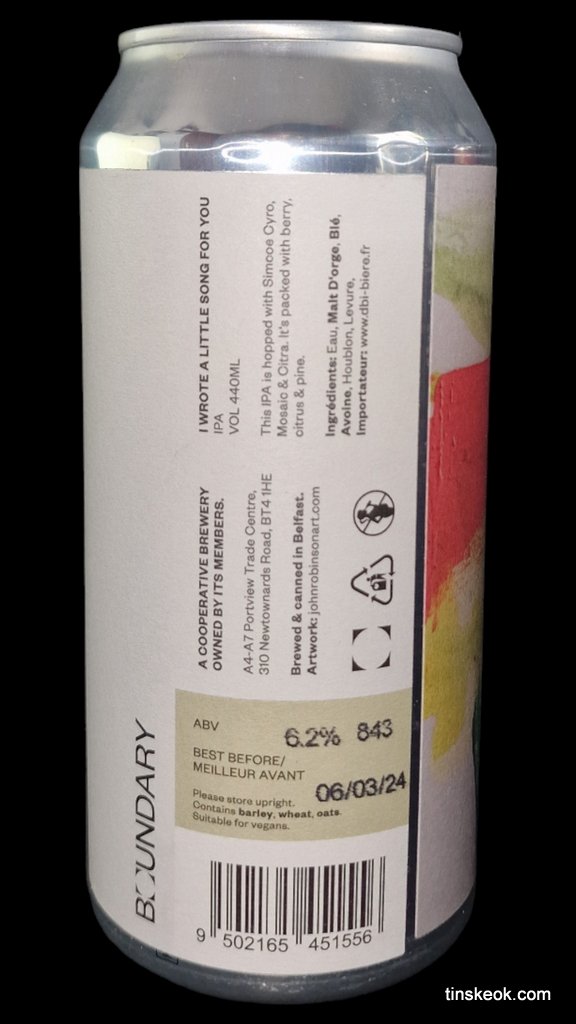 I WROTE A LITTLE SONG FOR YOU
IPA
VOL 440ML
This IPA is hopped with Simcoe Cyro,
Mosaic & Citra. It's packed with berry,
citrus & pine.
Ingrédients: Eau, Malt D'orge, Blé,
Avoine, Houblon, Levure,
Importateur: www.dbi-biere.fr
A COOPERATIVE BREWERY
OWNED BY ITS MEMBERS.
A4-A7 Portview Trade Centre,
310 Newtownards Road, BT4 1HE
Brewed & canned in Belfast.
Artwork: johnrobinsonart.com
BOUNDARY
ABV
6.2% 843
BEST BEFORE/
MEILLEUR AVANT
06/03/24
Please store upright.
Contains barley, wheat, oats.
Suitable for vegans.
9 502165 451556
tinskeok.com